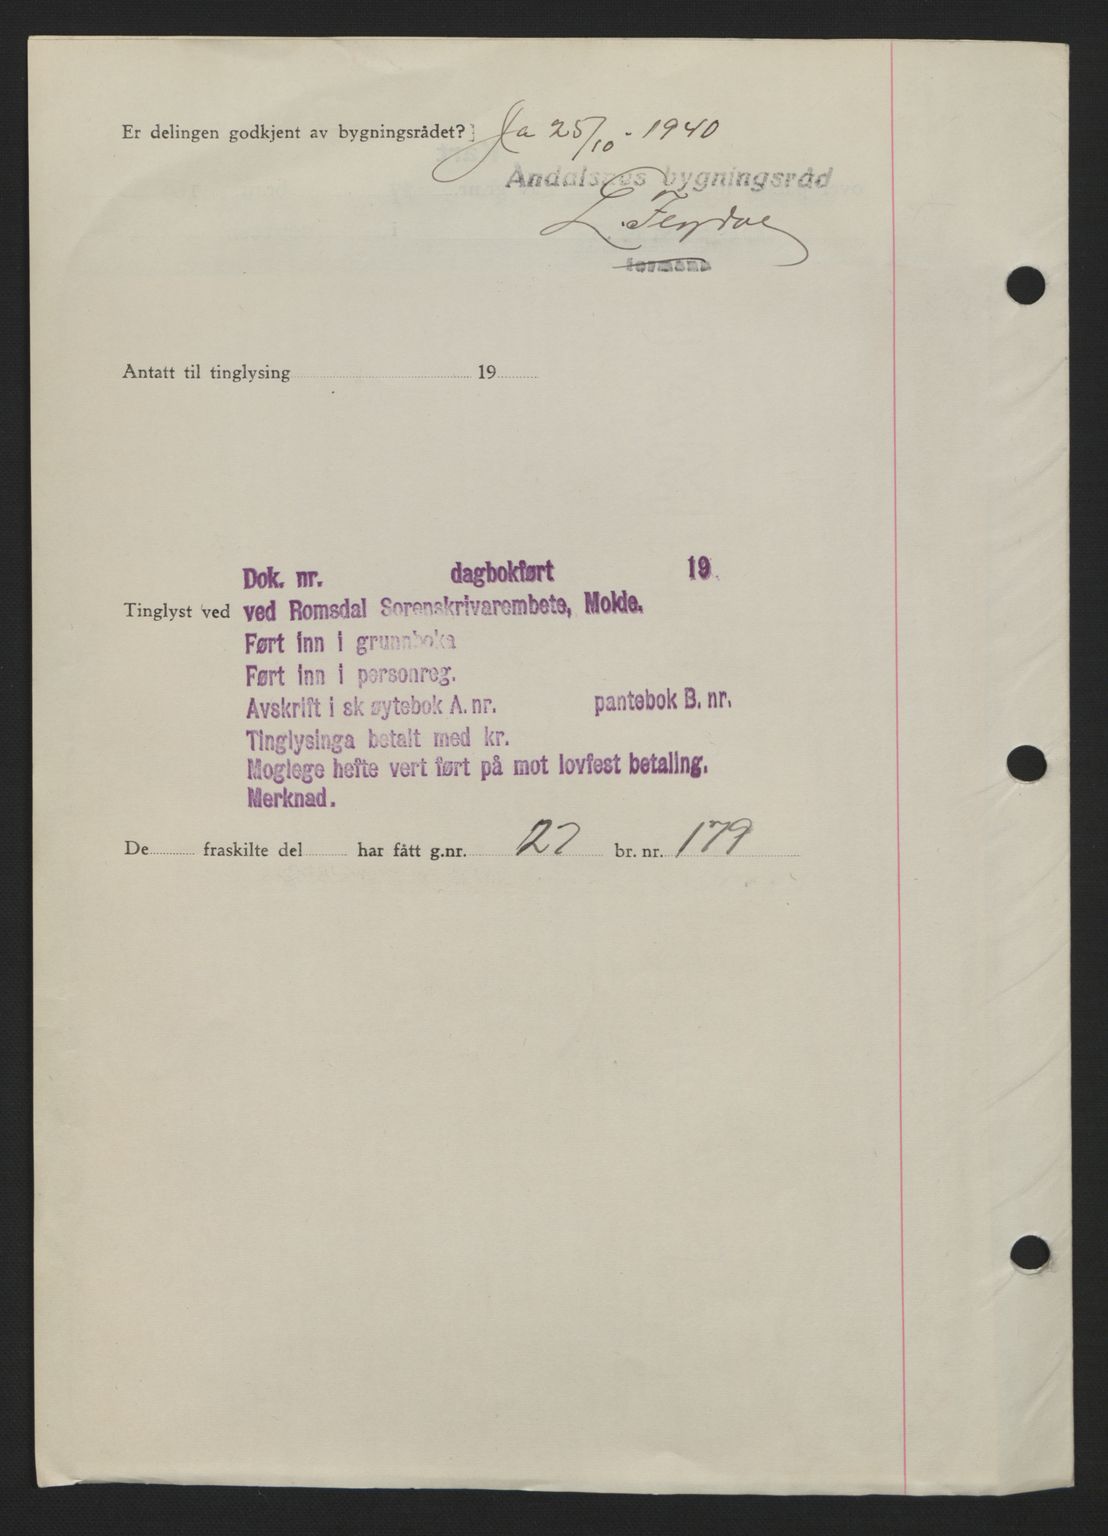 Er delingen godkjent av bygningsrådet? Ja 25/10 - 1940
Åndalsnes bygningsråd
L.
formann
Antatt til tinglysing 19
Dok. nr. dagbokført 19
Tinglyst ved ved Romsdal Sorenskrivarembete, Molde.
Ført inn i grunnboka
Ført inn i personreg.
Avskrift i skøytebok A. nr. pantebok B. nr.
Tinglysinga betalt med kr.
Moglege hefte vert ført på mot lovfest betaling.
Merknad.
De fraskilte del har fått g.nr. 27 br. nr. 179